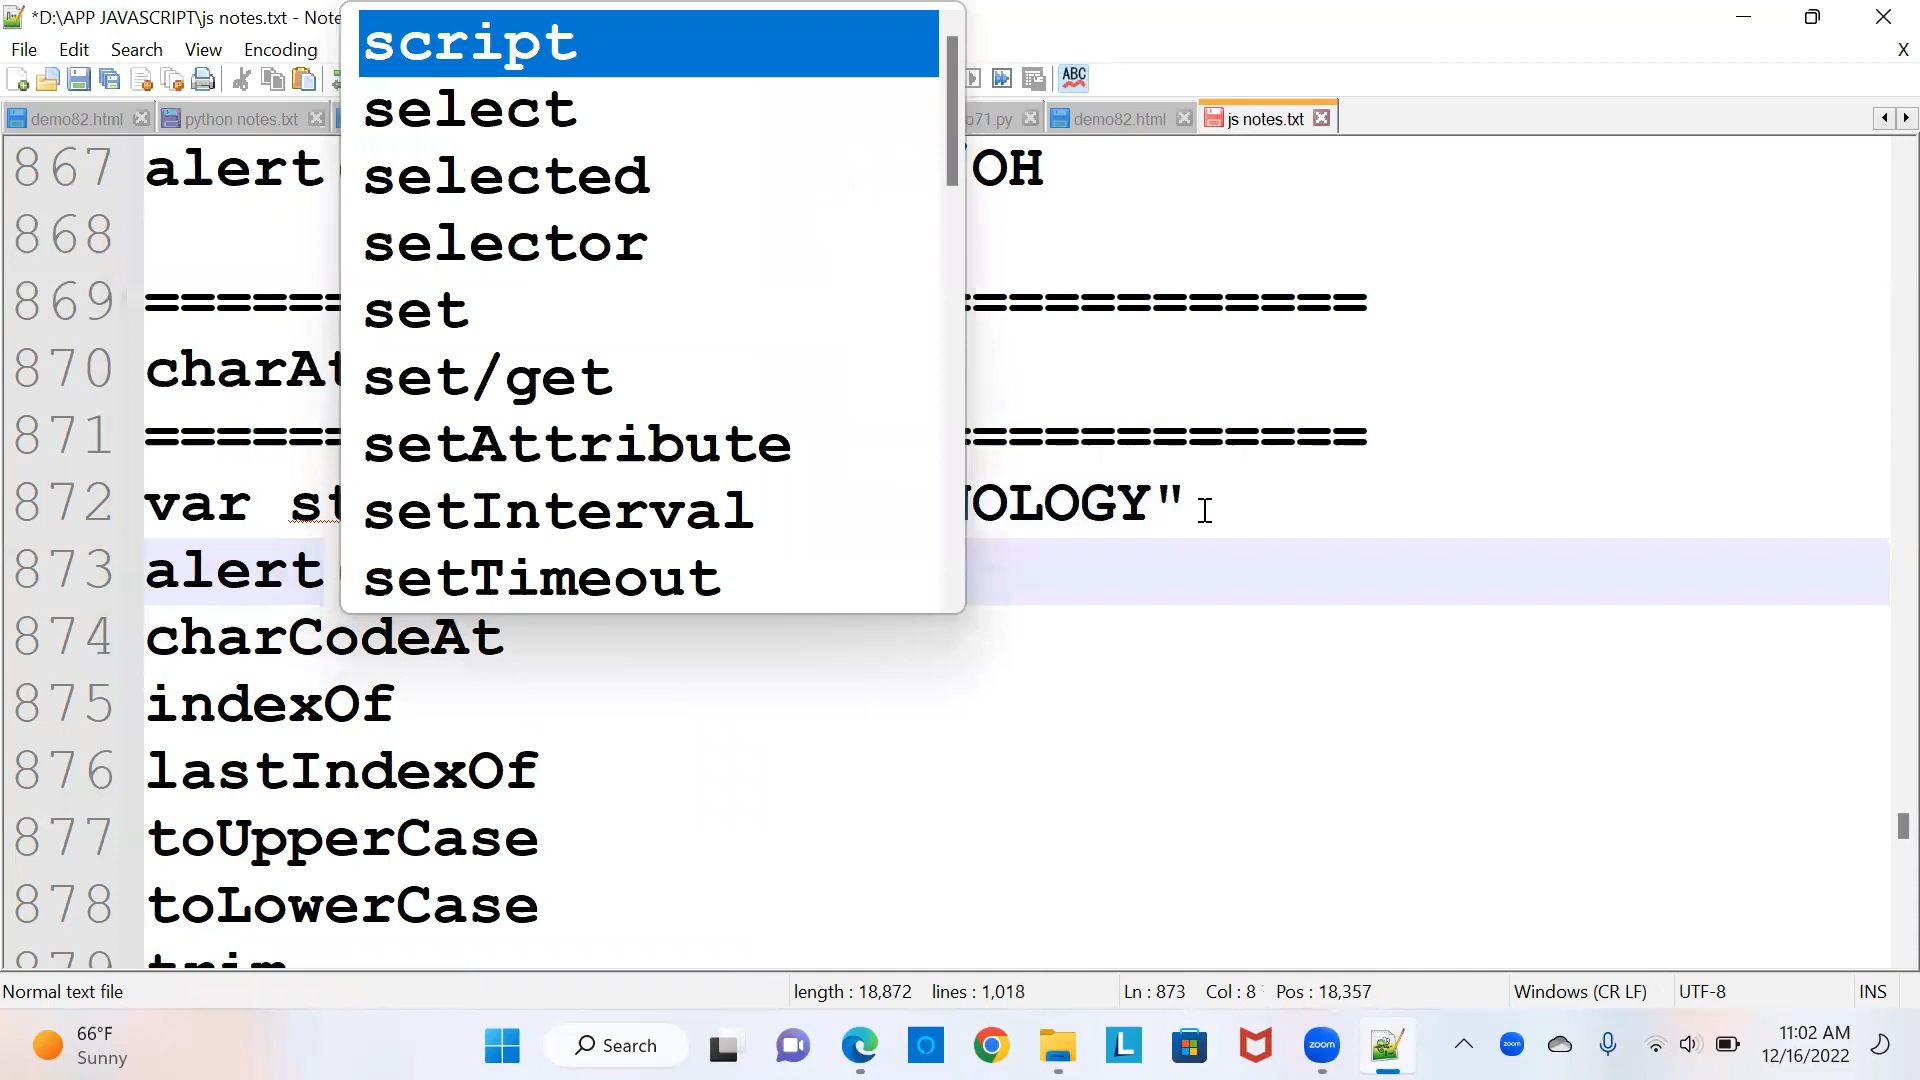 *D:\APP JAVASCRIPT\js notes.txt - Note
File Edit Search View Encoding
X
ABC
demo82.html python notes.txt demo82.html js notes.txt
script
select
selected
selector
set
set/get
setAttribute
setInterval
setTimeout
867 alert OH
868
869 ====== ============
870 charAt
871 ====== ============
872 var st NOLOGY"
873 alert
874 charCodeAt
875 indexOf
876 lastIndexOf
877 toUpperCase
878 toLowerCase
879 trim
Normal text file length : 18,872 lines : 1,018 Ln : 873 Col : 8 Pos : 18,357 Windows (CR LF) UTF-8 INS
66°F
Sunny
Search
zoom
zoom
11:02 AM
12/16/2022